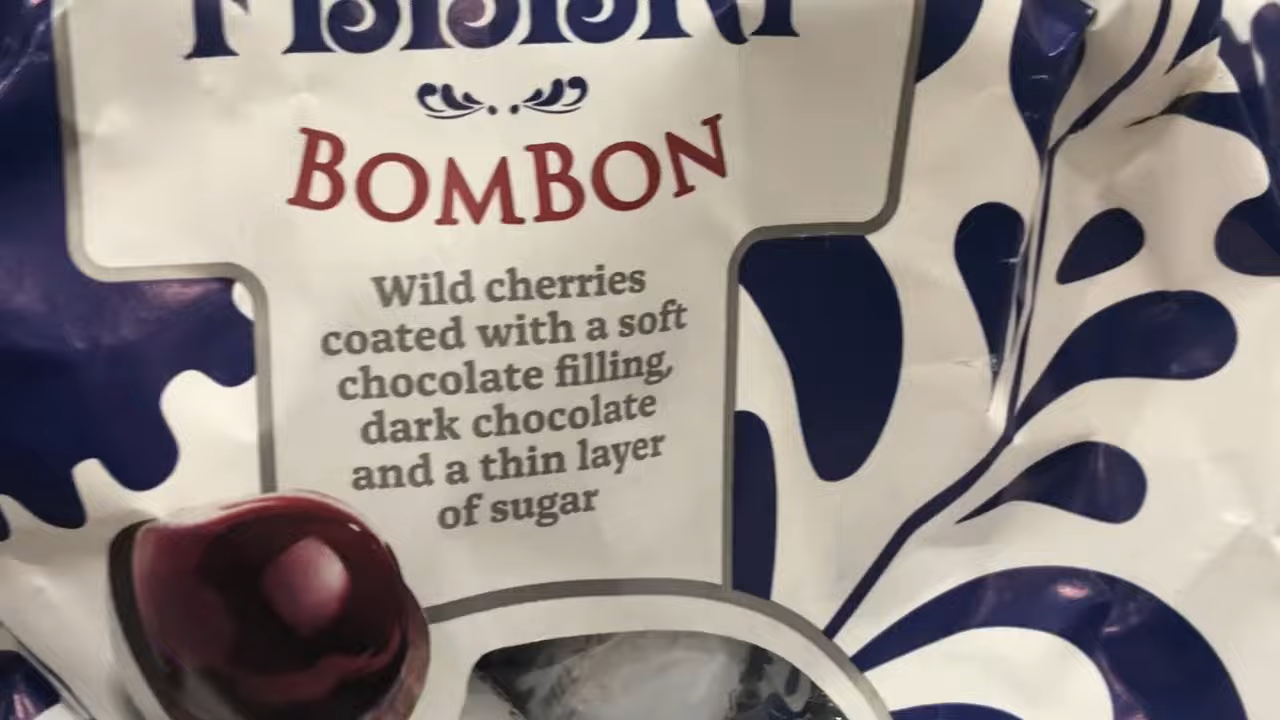 BOMBON
Wild cherries
coated with a soft
chocolate filling,
dark chocolate
and a thin layer
of sugar